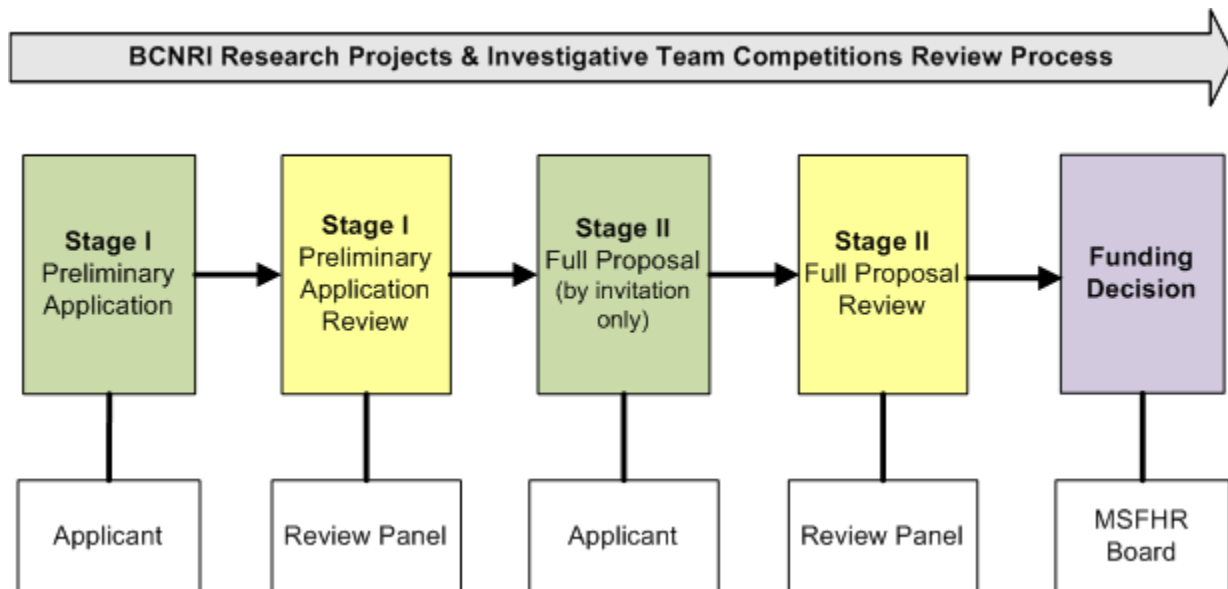 BCNRI Research Projects & Investigative Team Competitions Review Process
Stage I
Preliminary
Application
Stage I
Preliminary
Application
Review
Stage II
Full Proposal
(by invitation
only)
Stage II
Full Proposal
Review
Funding
Decision
Applicant
Review Panel
Applicant
Review Panel
MSFHR
Board